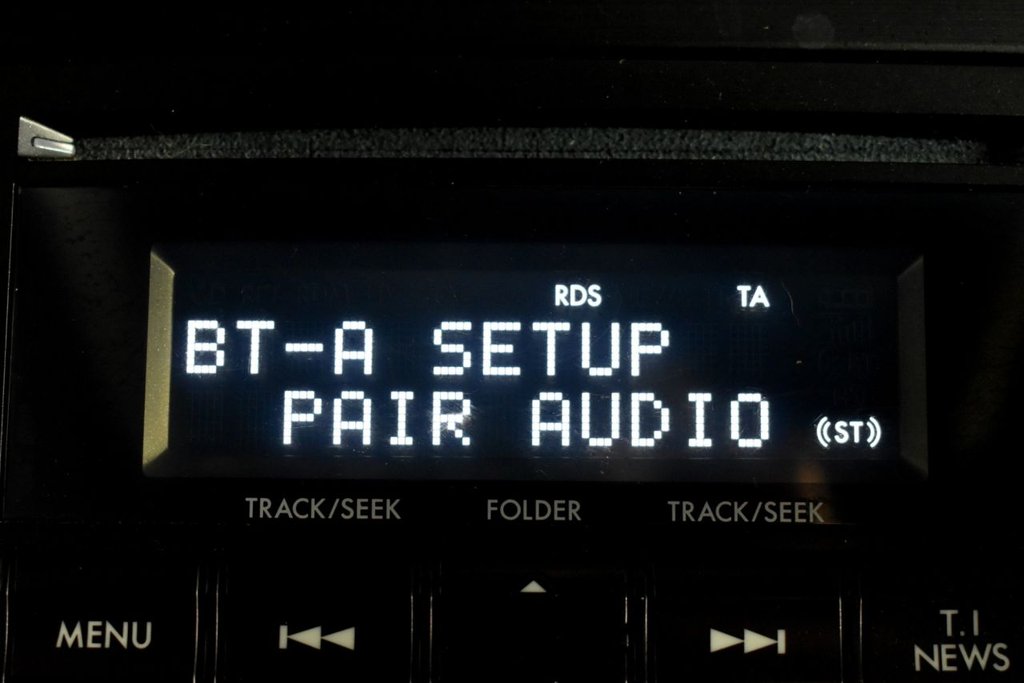 RDS TA
BT-A SETUP
PAIR AUDIO ((ST))
TRACK/SEEK FOLDER TRACK/SEEK
MENU
T.I
NEWS